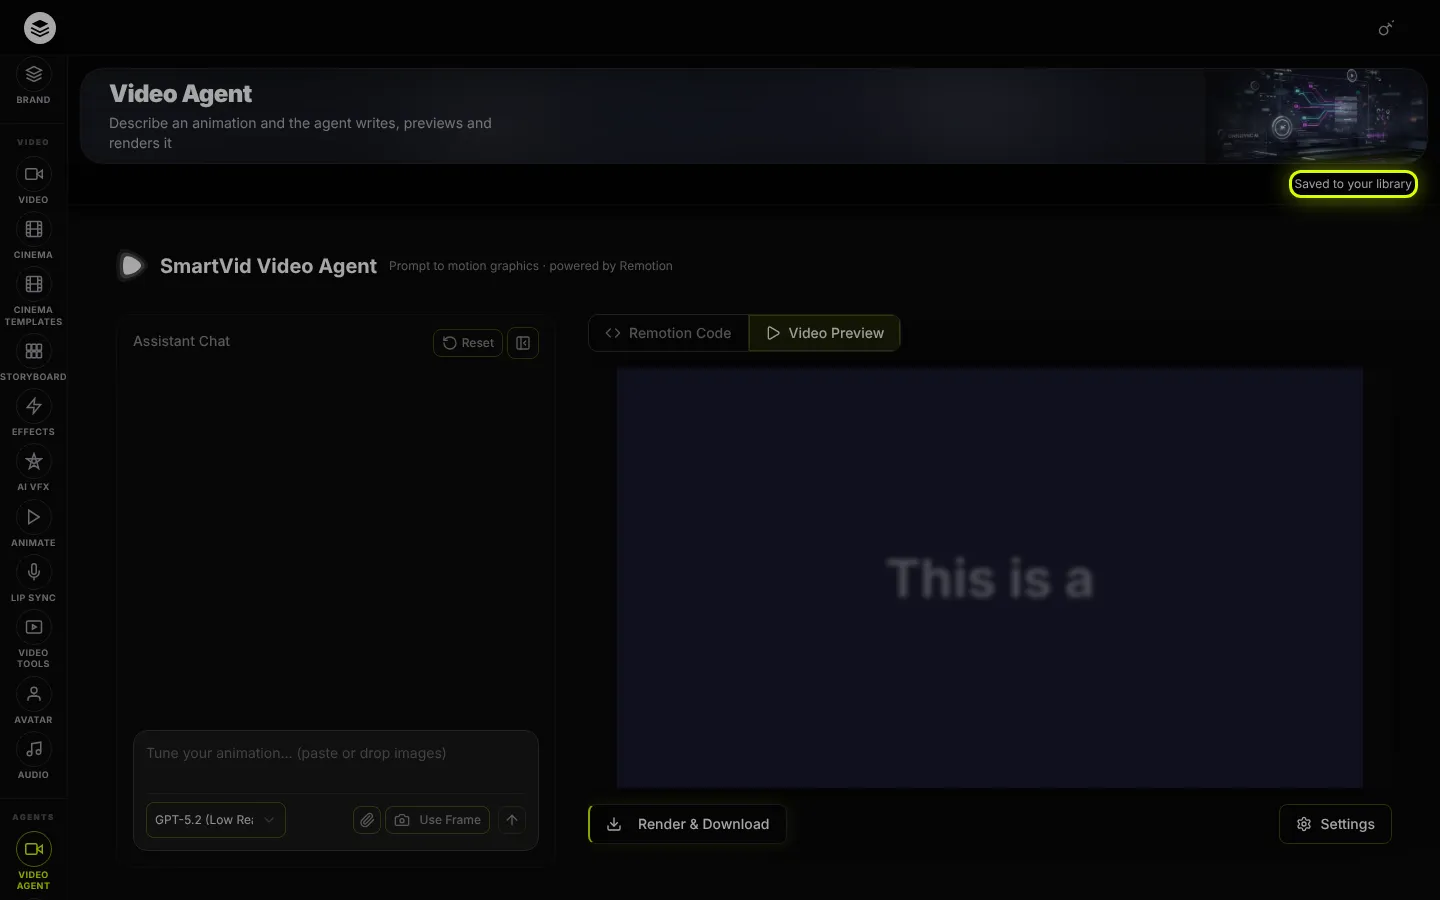 BRAND
VIDEO
VIDEO
CINEMA
CINEMA
TEMPLATES
STORYBOARD
EFFECTS
AI VFX
ANIMATE
LIP SYNC
VIDEO
TOOLS
AVATAR
AUDIO
AGENTS
VIDEO
AGENT
Video Agent
Describe an animation and the agent writes, previews and
renders it
Saved to your library
SmartVid Video Agent
Prompt to motion graphics · powered by Remotion
Assistant Chat
Reset
Remotion Code
Video Preview
This is a
Tune your animation... (paste or drop images)
GPT-5.2 (Low Rea
Use Frame
Render & Download
Settings